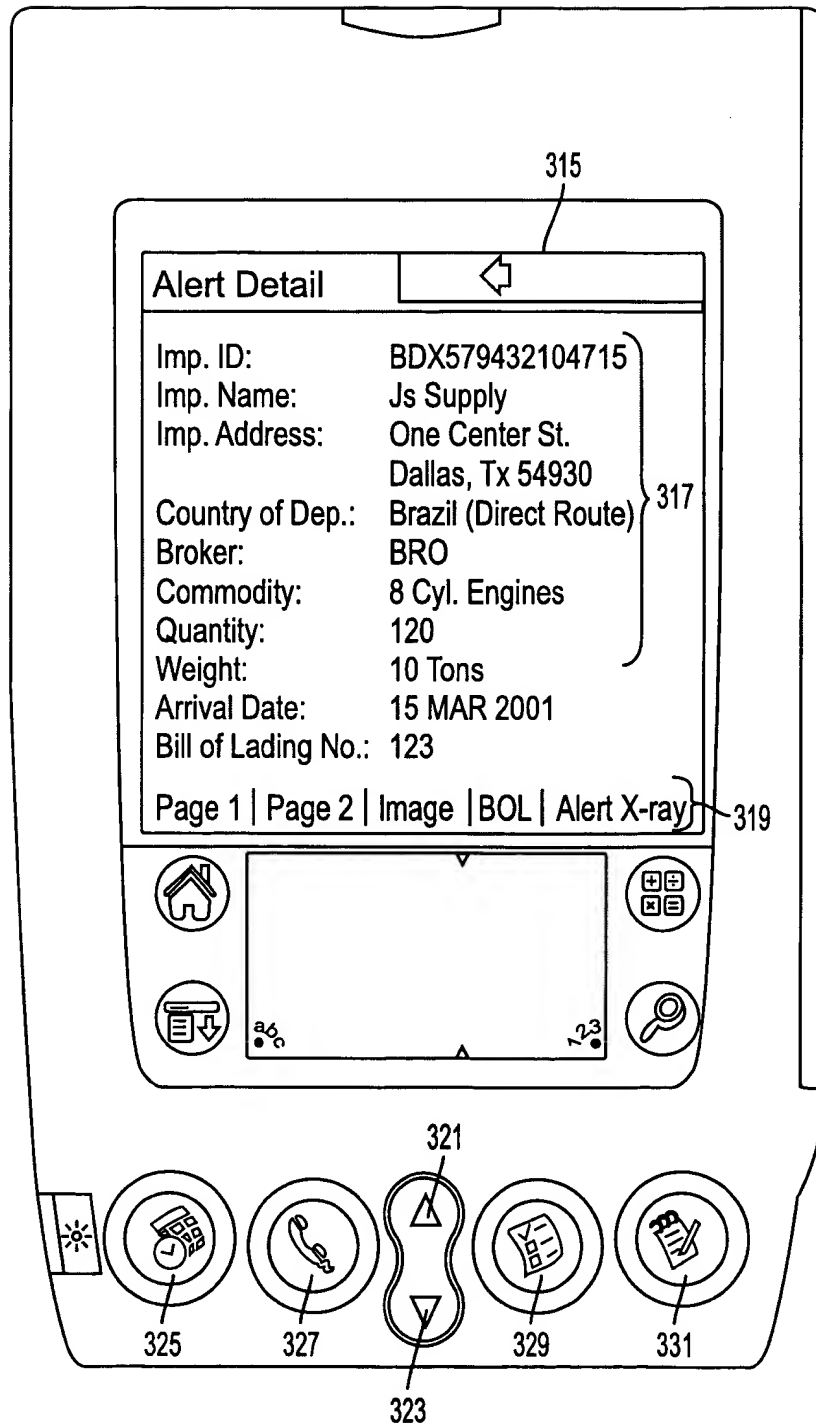 315
Alert Detail
Imp. ID: BDX579432104715
Imp. Name: Js Supply
Imp. Address: One Center St.
Dallas, Tx 54930
317
Country of Dep.: Brazil (Direct Route)
Broker: BRO
Commodity: 8 Cyl. Engines
Quantity: 120
Weight: 10 Tons
Arrival Date: 15 MAR 2001
Bill of Lading No.: 123
Page 1 | Page 2 | Image | BOL | Alert X-ray
319
abc 123
321
325 327 329 331
323